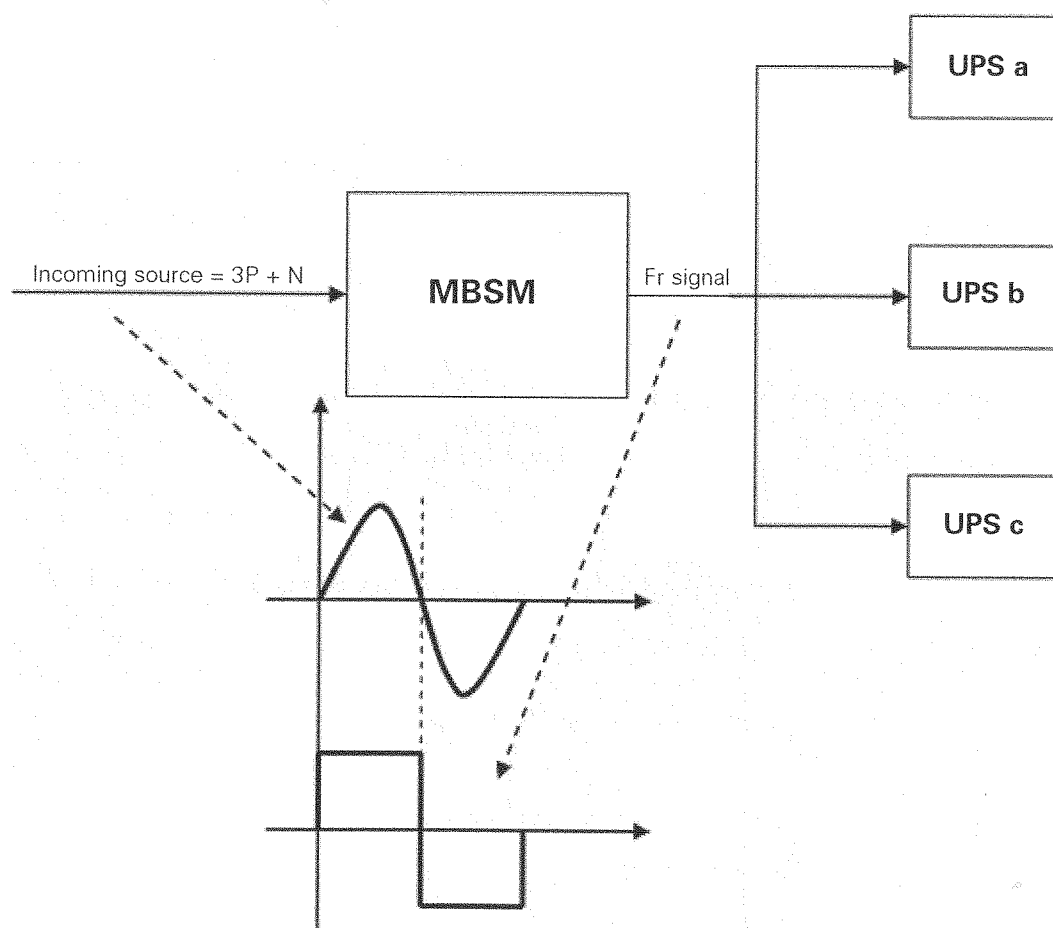 UPS a
Incoming source = 3P + N
MBSM
Fr signal
UPS b
UPS c